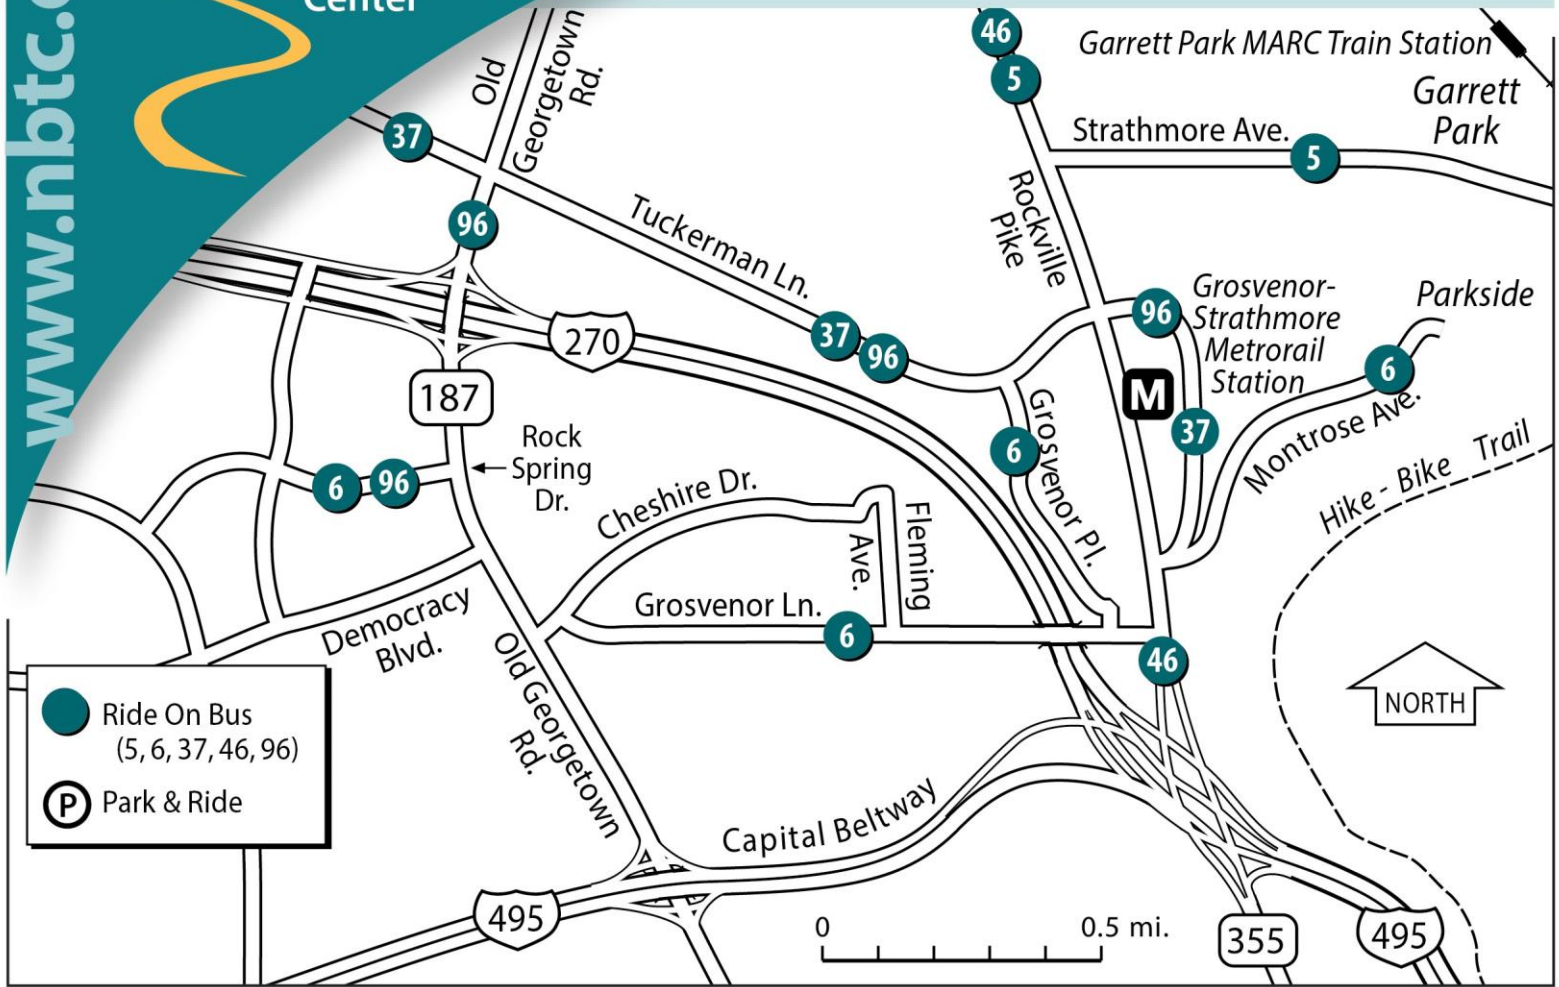 Center
www.nbtc.
46
Garrett Park MARC Train Station
5
Garrett
Park
Old
Georgetown
Rd.
37
Strathmore Ave.
5
96
Tuckerman Ln.
Rockville
Pike
Grosvenor-
Strathmore
Metrorail
Station
Parkside
96
270
37
96
6
M
187
Grosvenor Pl.
37
Montrose Ave.
6
Rock
Spring
Dr.
6
96
Cheshire Dr.
Fleming
Ave.
Hike - Bike Trail
Democracy
Blvd.
Grosvenor Ln.
6
46
Old Georgetown
Rd.
NORTH
Ride On Bus
(5, 6, 37, 46, 96)
P Park & Ride
Capital Beltway
495
0 0.5 mi.
355
495